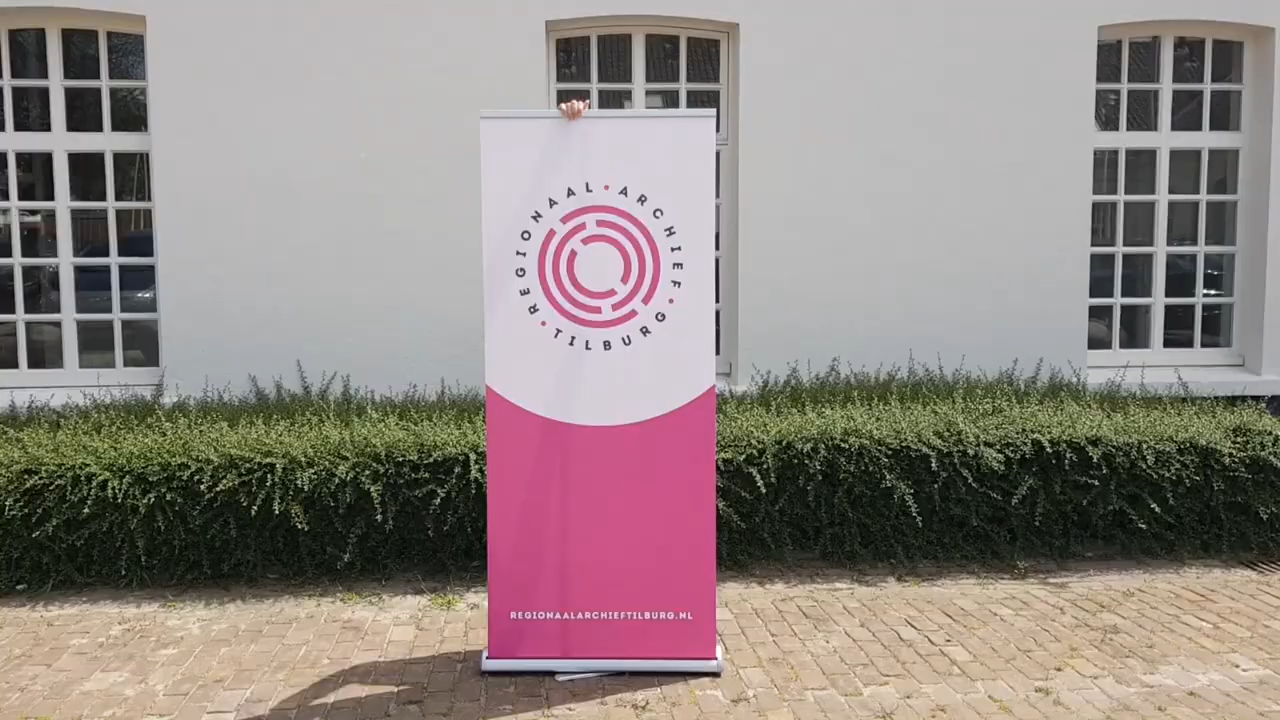 REGIONAAL • ARCHIEF • TILBURG •
REGIONAALARCHIEFTILBURG.NL